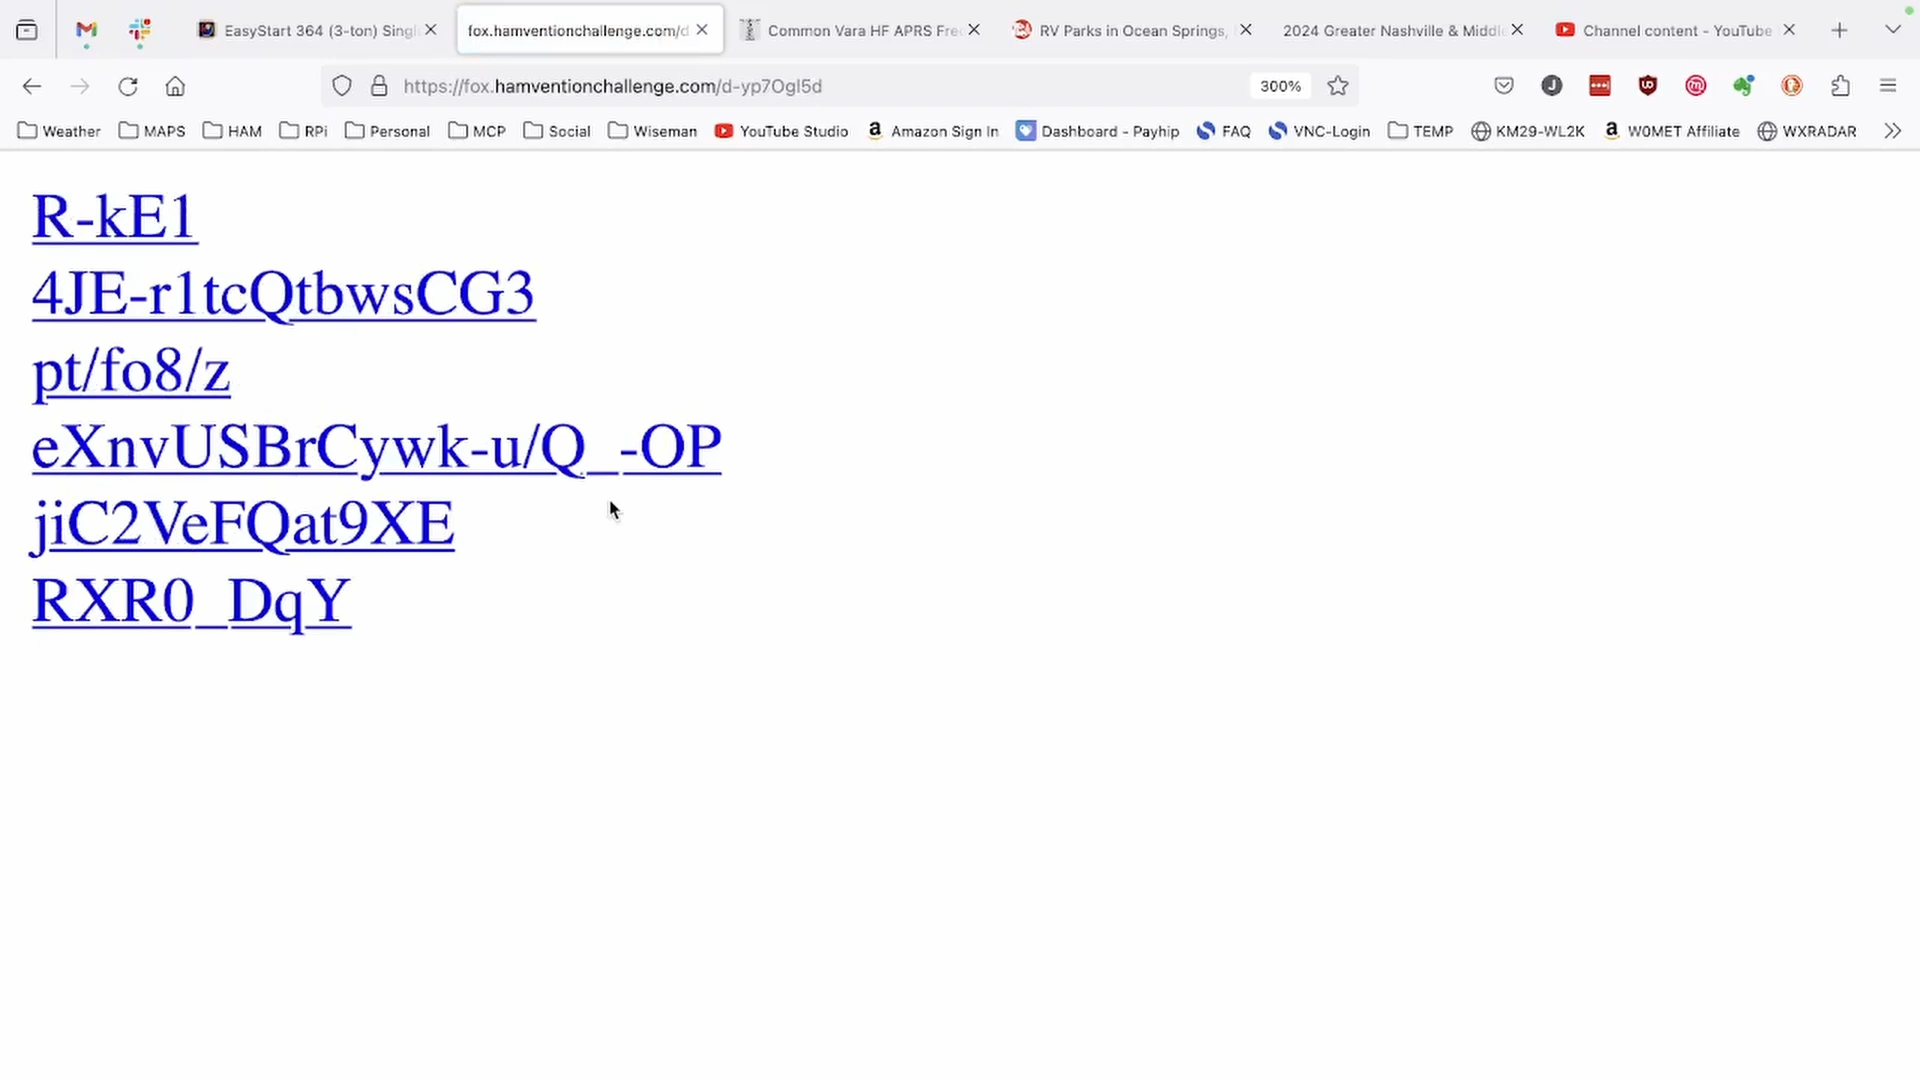 EasyStart 364 (3-ton) Singl
fox.hamventionchallenge.com/d
Common Vara HF APRS Fre
RV Parks in Ocean Springs,
2024 Greater Nashville & Middle
Channel content - YouTube
https://fox.hamventionchallenge.com/d-yp7Ogl5d
300%
Weather MAPS HAM RPi Personal MCP Social Wiseman YouTube Studio Amazon Sign In Dashboard - Payhip FAQ VNC-Login TEMP KM29-WL2K W0MET Affiliate WXRADAR
R-kE1
4JE-r1tcQtbwsCG3
pt/fo8/z
eXnvUSBrCywk-u/Q_-OP
jiC2VeFQat9XE
RXR0_DqY